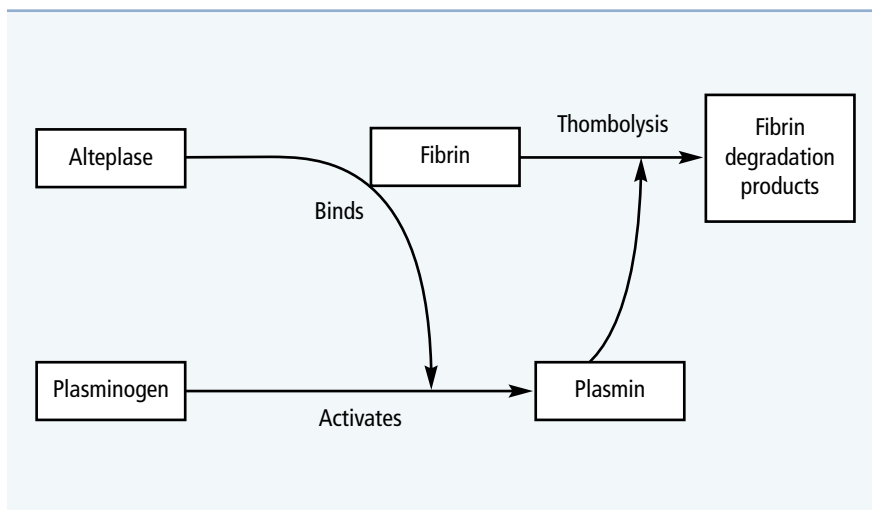 Alteplase
Fibrin
Thombolysis
Fibrin
degradation
products
Binds
Plasminogen
Activates
Plasmin